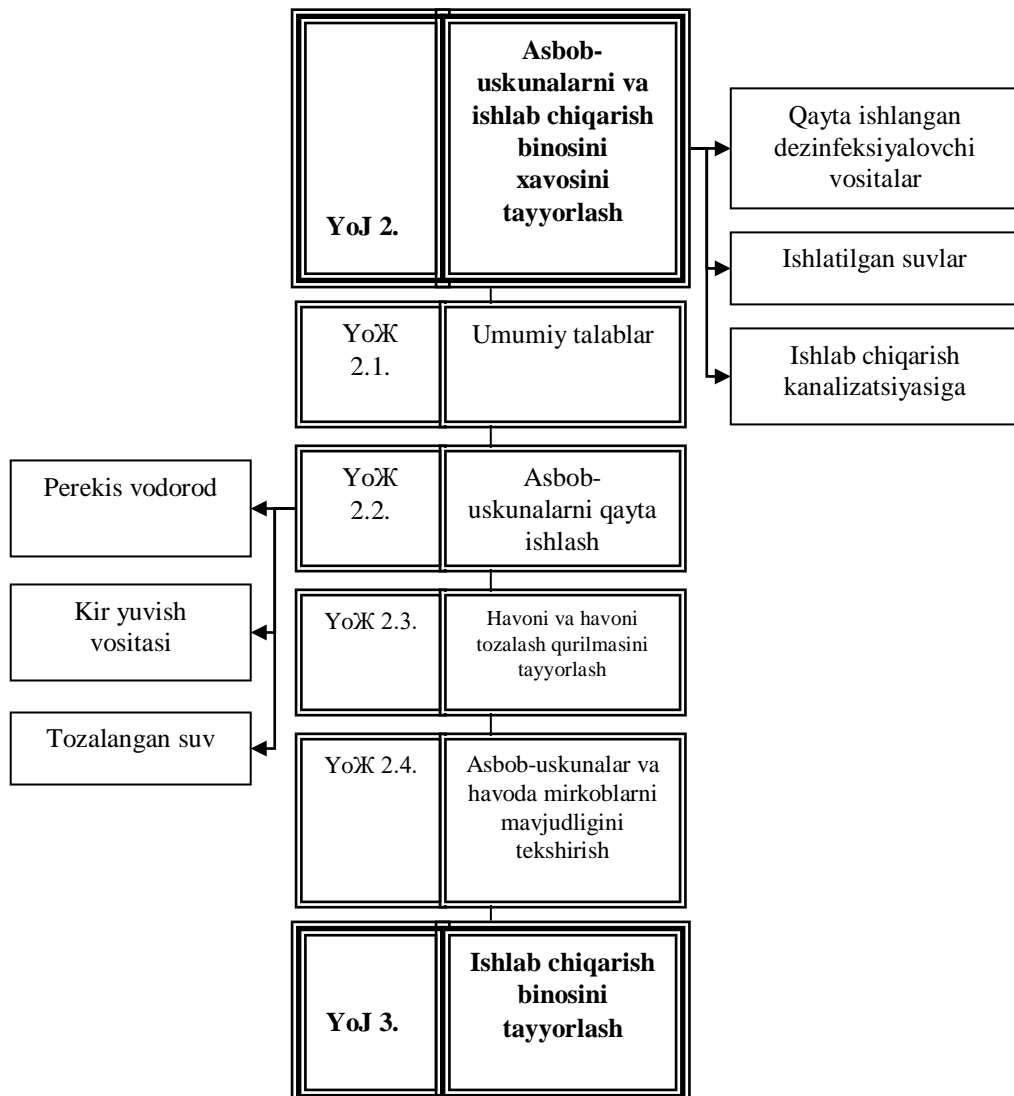 YoJ 2.
Asbob-
uskunalarni va
ishlab chiqarish
binosini
xavosini
tayyorlash
Qayta ishlangan
dezinfeksiyalovchi
vositalar
Ishlatilgan suvlar
Ishlab chiqarish
kanalizatsiyasiga
YoЖ
2.1.
Umumiy talablar
YoЖ
2.2.
Asbob-
uskunalarni qayta
ishlash
Perekis vodorod
Kir yuvish
vositasi
Tozalangan suv
YoЖ 2.3.
Havoni va havoni
tozalash qurilmasini
tayyorlash
YoЖ 2.4.
Asbob-uskunalar va
havoda mirkoblarni
mavjudligini
tekshirish
YoJ 3.
Ishlab chiqarish
binosini
tayyorlash